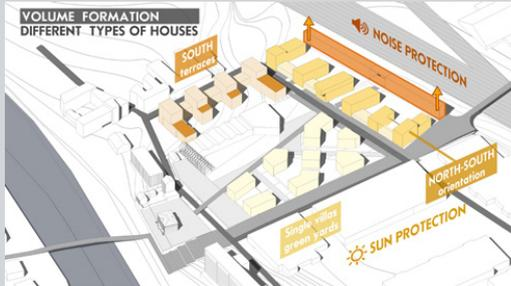 VOLUME FORMATION
DIFFERENT TYPES OF HOUSES
SOUTH
terraces
NOISE PROTECTION
NORTH-SOUTH
orientation
Single villas
green yards
SUN PROTECTION